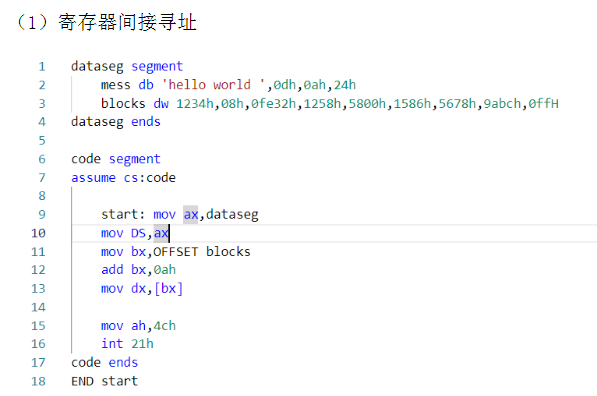 （1）寄存器间接寻址
1 dataseg segment
2 mess db 'hello world ',0dh,0ah,24h
3 blocks dw 1234h,08h,0fe32h,1258h,5800h,1586h,5678h,9abch,0ffH
4 dataseg ends
5
6 code segment
7 assume cs:code
8
9 start: mov ax,dataseg
10 mov DS,ax
11 mov bx,OFFSET blocks
12 add bx,0ah
13 mov dx,[bx]
14
15 mov ah,4ch
16 int 21h
17 code ends
18 END start